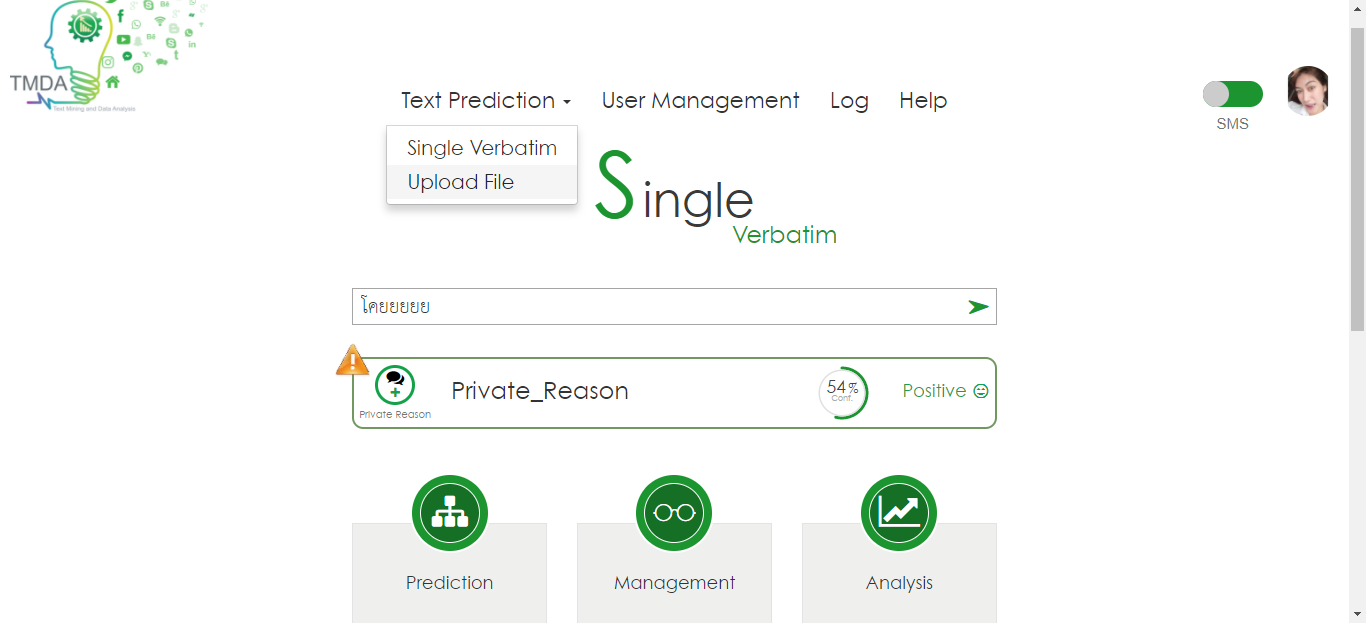 TMDA
Text Mining and Data Analysis
Text Prediction
User Management
Log
Help
SMS
Single Verbatim
Upload File
Single
Verbatim
โคยยยยย
Private Reason
Private_Reason
54%
Conf.
Positive
Prediction
Management
Analysis